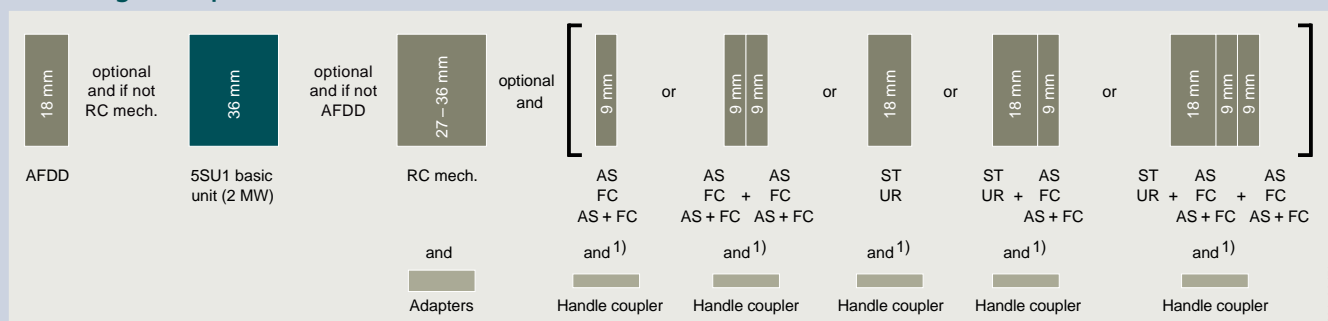 18 mm
optional
and if not
RC mech.
36 mm
optional
and if not
AFDD
27 – 36 mm
optional
and
9 mm
or
9 mm
9 mm
or
18 mm
or
18 mm
9 mm
or
18 mm
9 mm
9 mm
AFDD
5SU1 basic
unit (2 MW)
RC mech.
AS
FC
AS + FC
AS AS
FC + FC
AS + FC AS + FC
ST
UR
ST AS
UR + FC
AS + FC
ST AS AS
UR + FC + FC
AS + FC AS + FC
and
and 1)
and 1)
and 1)
and 1)
and 1)
Adapters
Handle coupler
Handle coupler
Handle coupler
Handle coupler
Handle coupler